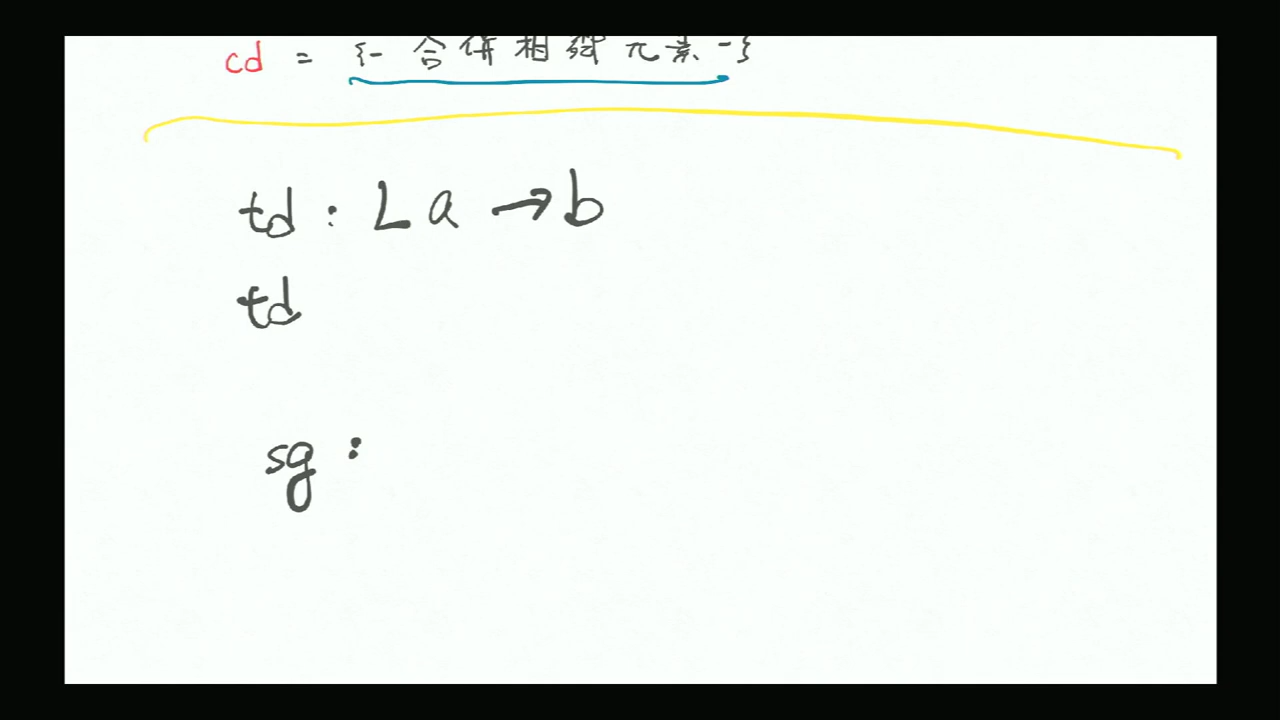 cd = {- 合併相鄰元素 -}
td : L a → b
td
sg :